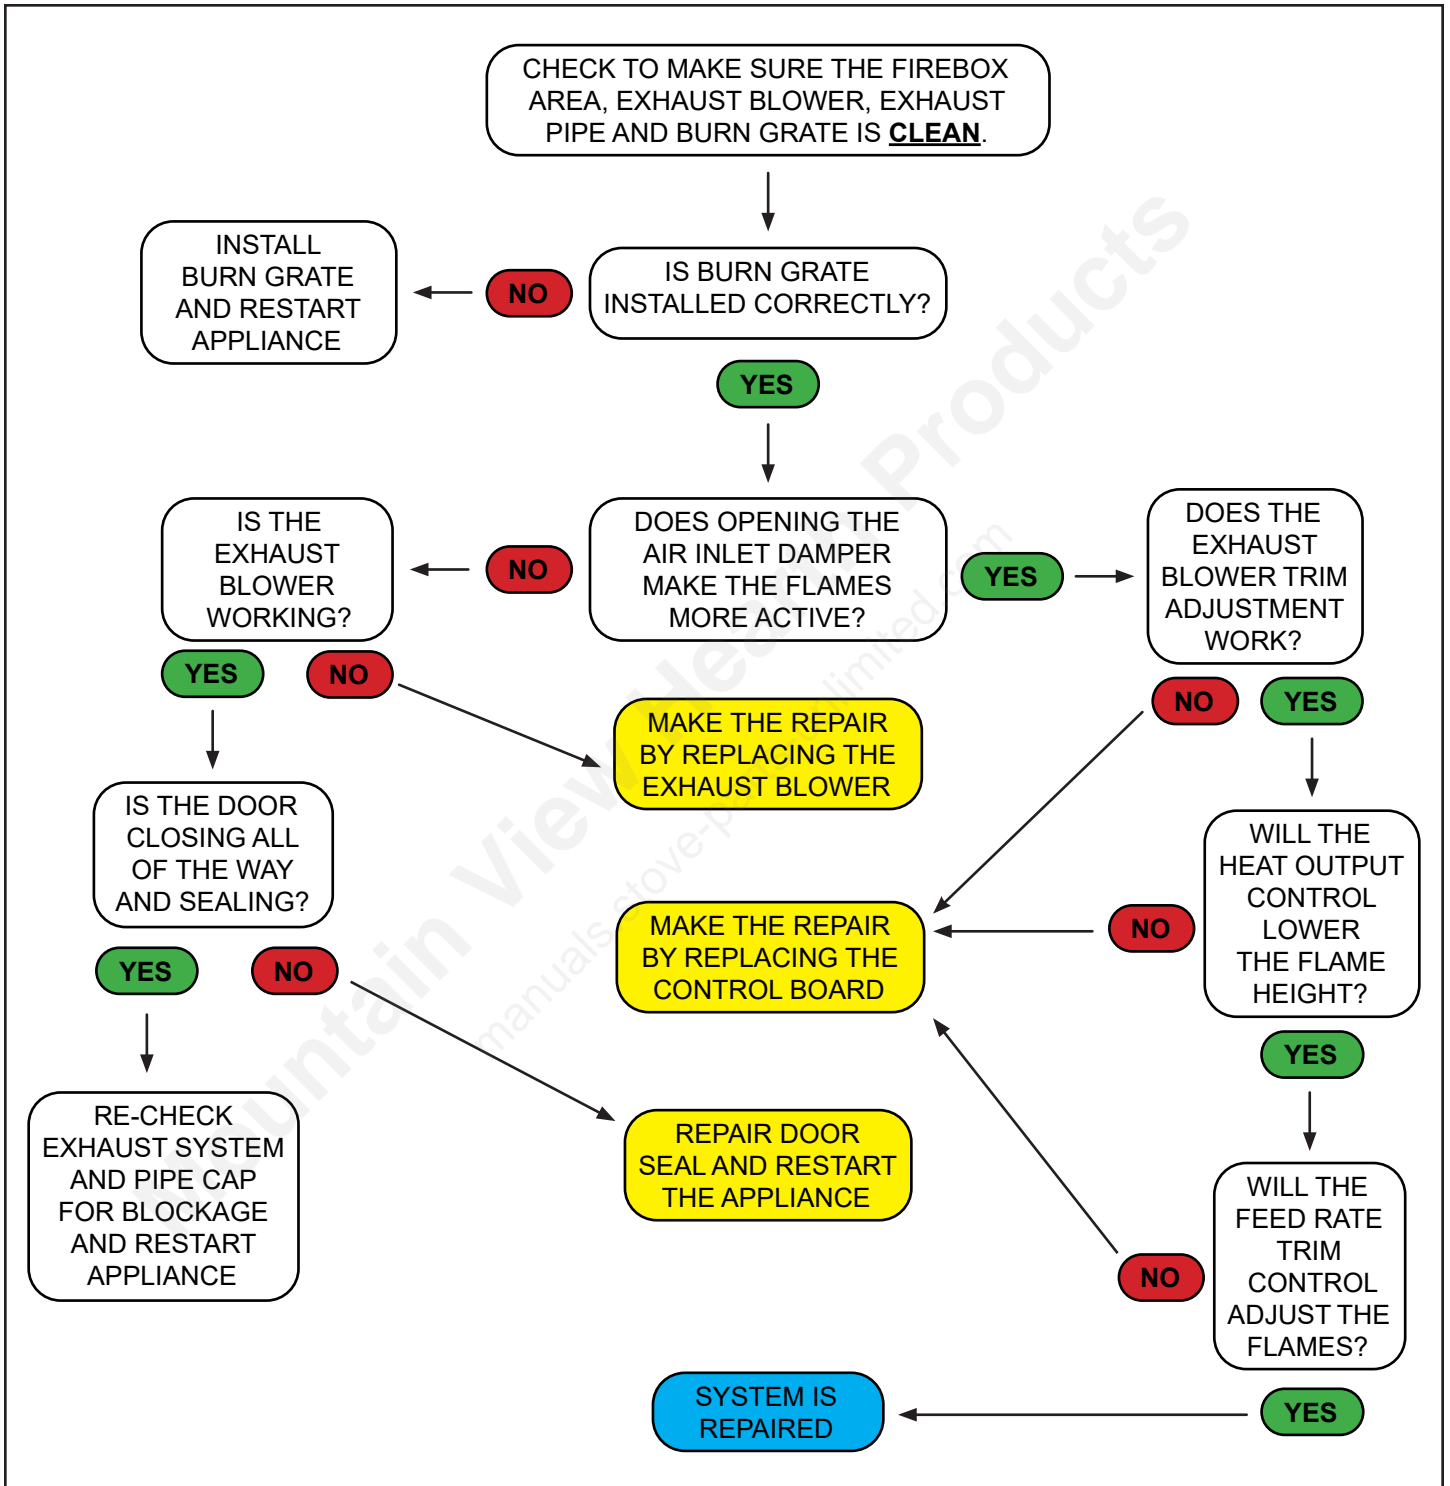 CHECK TO MAKE SURE THE FIREBOX
AREA, EXHAUST BLOWER, EXHAUST
PIPE AND BURN GRATE IS CLEAN.
INSTALL
BURN GRATE
AND RESTART
APPLIANCE
NO
IS BURN GRATE
INSTALLED CORRECTLY?
YES
IS THE
EXHAUST
BLOWER
WORKING?
NO
DOES OPENING THE
AIR INLET DAMPER
MAKE THE FLAMES
MORE ACTIVE?
YES
DOES THE
EXHAUST
BLOWER TRIM
ADJUSTMENT
WORK?
YES
NO
NO
YES
MAKE THE REPAIR
BY REPLACING THE
EXHAUST BLOWER
IS THE DOOR
CLOSING ALL
OF THE WAY
AND SEALING?
WILL THE
HEAT OUTPUT
CONTROL
LOWER
THE FLAME
HEIGHT?
NO
MAKE THE REPAIR
BY REPLACING THE
CONTROL BOARD
YES
NO
YES
RE-CHECK
EXHAUST SYSTEM
AND PIPE CAP
FOR BLOCKAGE
AND RESTART
APPLIANCE
REPAIR DOOR
SEAL AND RESTART
THE APPLIANCE
WILL THE
FEED RATE
TRIM
CONTROL
ADJUST THE
FLAMES?
NO
SYSTEM IS
REPAIRED
YES
Mountain View Hearth Products